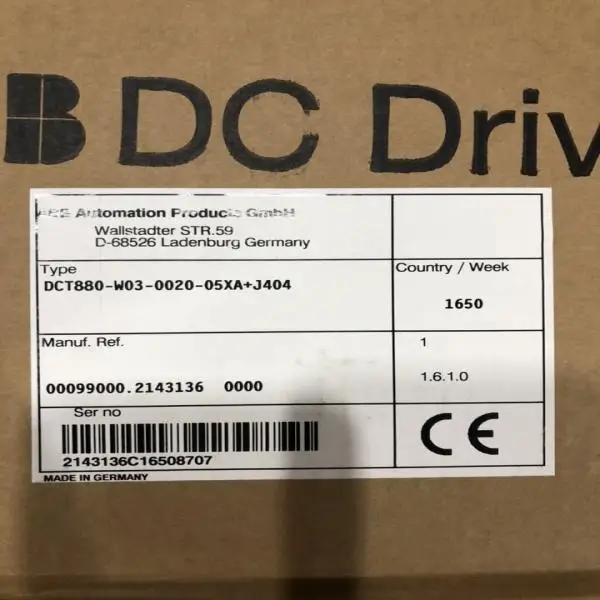 B DC Driv
ABB Automation Products GmbH
Wallstadter STR.59
D-68526 Ladenburg Germany
Type
DCT880-W03-0020-05XA+J404
Country / Week
1650
Manuf. Ref.
00099000.2143136 0000
1
1.6.1.0
Ser no
2143136C16508707
CE
MADE IN GERMANY